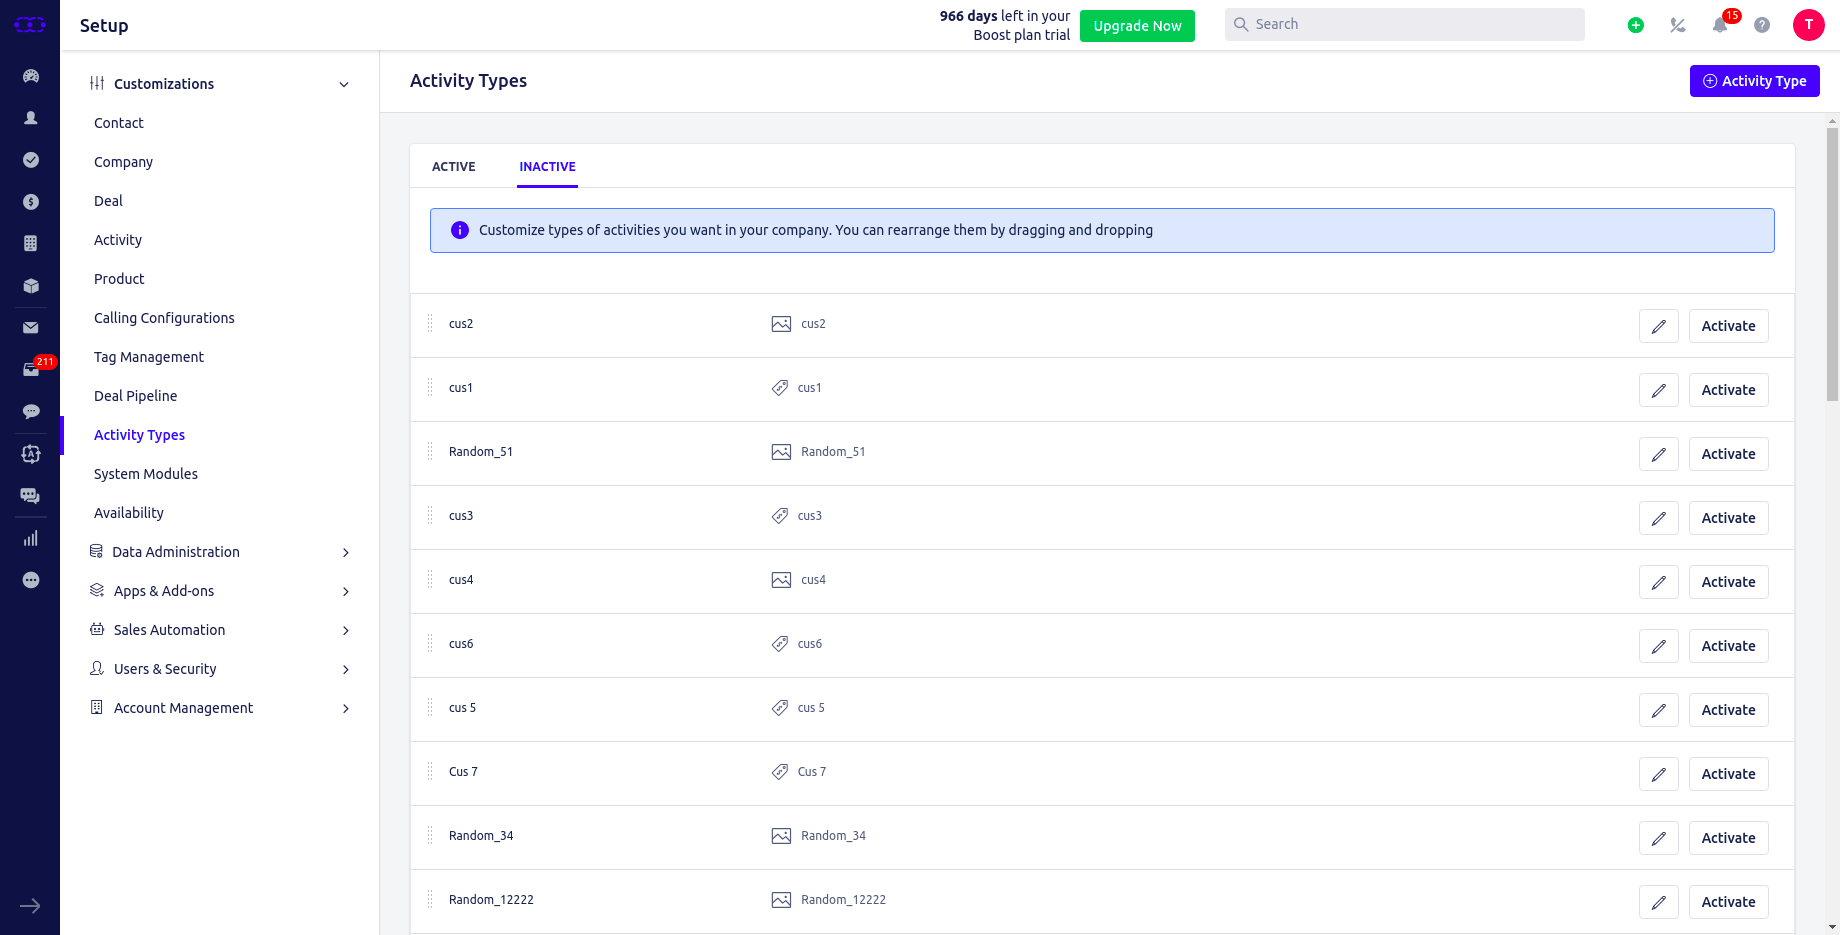 Setup
966 days left in your
Boost plan trial
Upgrade Now
Search
15
T
211
Customizations
Contact
Company
Deal
Activity
Product
Calling Configurations
Tag Management
Deal Pipeline
Activity Types
System Modules
Availability
Data Administration
Apps & Add-ons
Sales Automation
Users & Security
Account Management
Activity Types
Activity Type
ACTIVE INACTIVE
Customize types of activities you want in your company. You can rearrange them by dragging and dropping
cus2 cus2 Activate
cus1 cus1 Activate
Random_51 Random_51 Activate
cus3 cus3 Activate
cus4 cus4 Activate
cus6 cus6 Activate
cus 5 cus 5 Activate
Cus 7 Cus 7 Activate
Random_34 Random_34 Activate
Random_12222 Random_12222 Activate